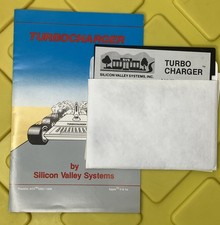 TURBOCHARGER
by
Silicon Valley Systems
SILICON VALLEY SYSTEMS, INC.
TURBO
CHARGER